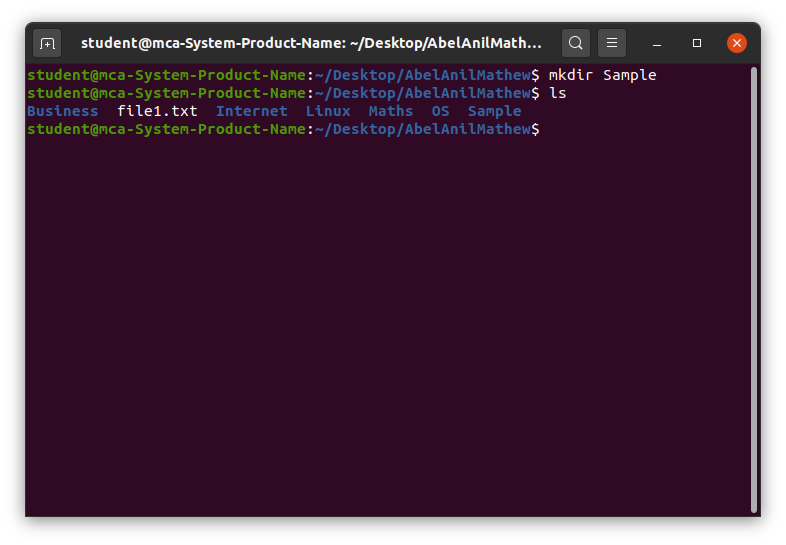 student@mca-System-Product-Name: ~/Desktop/AbelAnilMath...
student@mca-System-Product-Name:~/Desktop/AbelAnilMathew$ mkdir Sample
student@mca-System-Product-Name:~/Desktop/AbelAnilMathew$ ls
Business  file1.txt  Internet  Linux  Maths  OS  Sample
student@mca-System-Product-Name:~/Desktop/AbelAnilMathew$